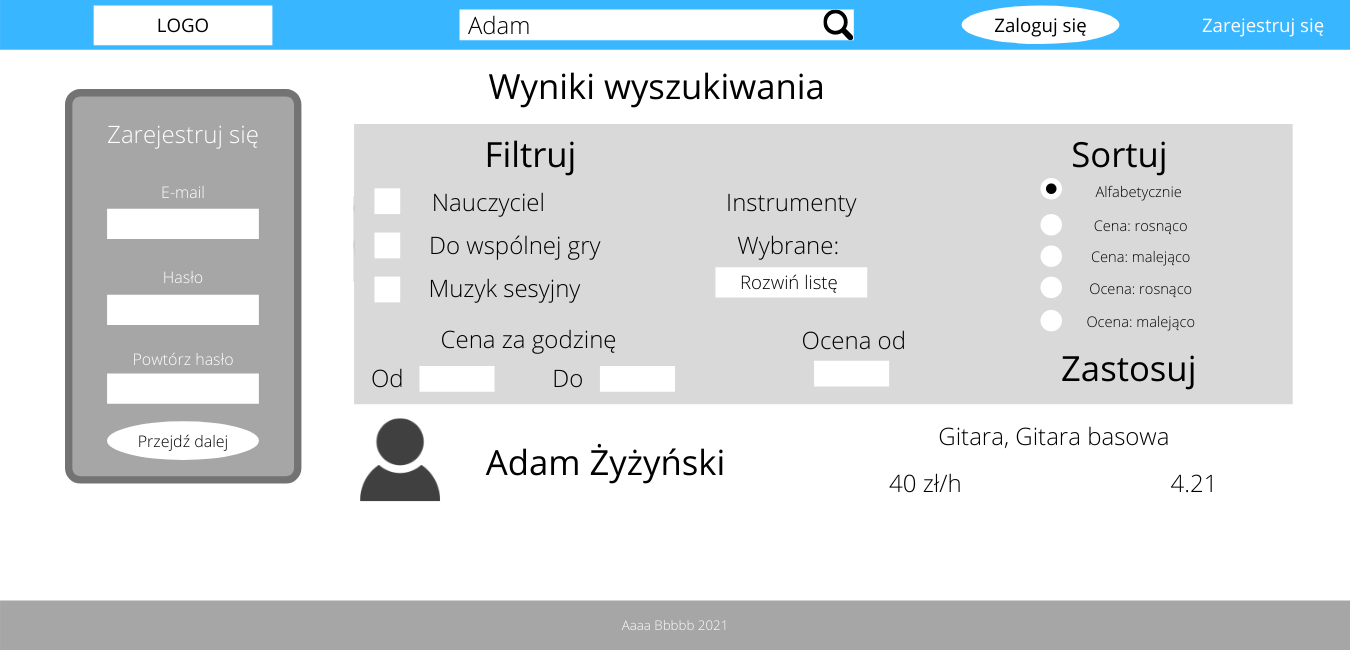 LOGO
Adam
Zaloguj się
Zarejestruj się
Wyniki wyszukiwania
Zarejestruj się
E-mail
Hasło
Powtórz hasło
Przejdź dalej
Filtruj
Nauczyciel
Do wspólnej gry
Muzyk sesyjny
Instrumenty
Wybrane:
Rozwiń listę
Cena za godzinę
Od
Do
Ocena od
Sortuj
Alfabetycznie
Cena: rosnąco
Cena: malejąco
Ocena: rosnąco
Ocena: malejąco
Zastosuj
Adam Żyżyński
Gitara, Gitara basowa
40 zł/h
4.21
Aaaa Bbbbb 2021